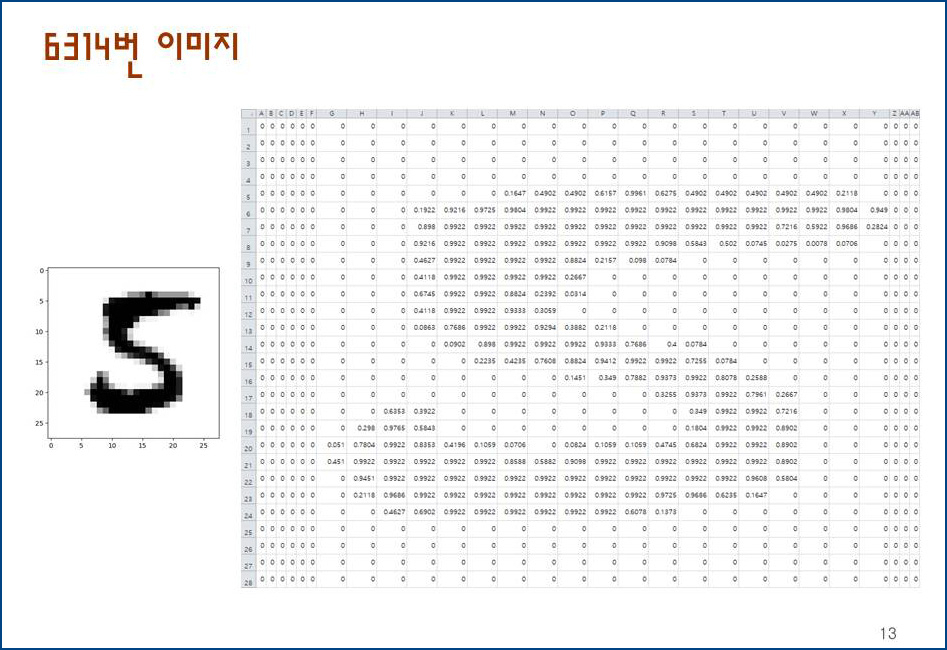 6314번 이미지
A B C D E F G H I J K L M N O P Q R S T U V W X Y Z AA AB
1 0 0 0 0 0 0 0 0 0 0 0 0 0 0 0 0 0 0 0 0 0 0 0 0 0 0 0 0
2 0 0 0 0 0 0 0 0 0 0 0 0 0 0 0 0 0 0 0 0 0 0 0 0 0 0 0 0
3 0 0 0 0 0 0 0 0 0 0 0 0 0 0 0 0 0 0 0 0 0 0 0 0 0 0 0 0
4 0 0 0 0 0 0 0 0 0 0 0 0 0 0 0 0 0 0 0 0 0 0 0 0 0 0 0 0
5 0 0 0 0 0 0 0 0 0 0 0 0 0.1647 0.4902 0.4902 0.6157 0.9961 0.6275 0.4902 0.4902 0.4902 0.4902 0.4902 0.2118 0 0 0 0
6 0 0 0 0 0 0 0 0 0 0.1922 0.9216 0.9725 0.9804 0.9922 0.9922 0.9922 0.9922 0.9922 0.9922 0.9922 0.9922 0.9922 0.9922 0.9804 0.949 0 0 0
7 0 0 0 0 0 0 0 0 0 0.898 0.9922 0.9922 0.9922 0.9922 0.9922 0.9922 0.9922 0.9922 0.9922 0.9922 0.9922 0.7216 0.5922 0.9686 0.2824 0 0 0
8 0 0 0 0 0 0 0 0 0 0.9216 0.9922 0.9922 0.9922 0.9922 0.9922 0.9922 0.9922 0.9098 0.5843 0.502 0.0745 0.0275 0.0078 0.0706 0 0 0 0
9 0 0 0 0 0 0 0 0 0 0.4627 0.9922 0.9922 0.9922 0.9922 0.8824 0.2157 0.098 0.0784 0 0 0 0 0 0 0 0 0 0
10 0 0 0 0 0 0 0 0 0 0.4118 0.9922 0.9922 0.9922 0.9922 0.2667 0 0 0 0 0 0 0 0 0 0 0 0 0
11 0 0 0 0 0 0 0 0 0 0.6745 0.9922 0.9922 0.8824 0.2392 0.0314 0 0 0 0 0 0 0 0 0 0 0 0 0
12 0 0 0 0 0 0 0 0 0 0.4118 0.9922 0.9922 0.9333 0.3059 0 0 0 0 0 0 0 0 0 0 0 0 0 0
13 0 0 0 0 0 0 0 0 0 0.0863 0.7686 0.9922 0.9922 0.9294 0.3882 0.2118 0 0 0 0 0 0 0 0 0 0 0 0
14 0 0 0 0 0 0 0 0 0 0 0.0902 0.898 0.9922 0.9922 0.9922 0.9333 0.7686 0.4 0.0784 0 0 0 0 0 0 0 0 0
15 0 0 0 0 0 0 0 0 0 0 0 0.2235 0.4235 0.7608 0.8824 0.9412 0.9922 0.9922 0.7255 0.0784 0 0 0 0 0 0 0 0
16 0 0 0 0 0 0 0 0 0 0 0 0 0 0 0.1451 0.349 0.7882 0.9373 0.9922 0.8078 0.2588 0 0 0 0 0 0 0
17 0 0 0 0 0 0 0 0 0 0 0 0 0 0 0 0 0 0.3255 0.9373 0.9922 0.7961 0.2667 0 0 0 0 0 0
18 0 0 0 0 0 0 0 0 0.6353 0.3922 0 0 0 0 0 0 0 0 0.349 0.9922 0.9922 0.7216 0 0 0 0 0 0
19 0 0 0 0 0 0 0 0.298 0.9765 0.5843 0 0 0 0 0 0 0 0 0.1804 0.9922 0.9922 0.8902 0 0 0 0 0 0
20 0 0 0 0 0 0 0.051 0.7804 0.9922 0.8353 0.4196 0.1059 0.0706 0 0.0824 0.1059 0.1059 0.4745 0.6824 0.9922 0.9922 0.8902 0 0 0 0 0 0
21 0 0 0 0 0 0 0.451 0.9922 0.9922 0.9922 0.9922 0.9922 0.8588 0.5882 0.9098 0.9922 0.9922 0.9922 0.9922 0.9922 0.9922 0.8902 0 0 0 0 0 0
22 0 0 0 0 0 0 0 0.9451 0.9922 0.9922 0.9922 0.9922 0.9922 0.9922 0.9922 0.9922 0.9922 0.9922 0.9922 0.9922 0.9608 0.5804 0 0 0 0 0 0
23 0 0 0 0 0 0 0 0.2118 0.9686 0.9922 0.9922 0.9922 0.9922 0.9922 0.9922 0.9922 0.9922 0.9725 0.9686 0.6235 0.1647 0 0 0 0 0 0 0
24 0 0 0 0 0 0 0 0 0.4627 0.6902 0.9922 0.9922 0.9922 0.9922 0.9922 0.9922 0.6078 0.1373 0 0 0 0 0 0 0 0 0 0
25 0 0 0 0 0 0 0 0 0 0 0 0 0 0 0 0 0 0 0 0 0 0 0 0 0 0 0 0
26 0 0 0 0 0 0 0 0 0 0 0 0 0 0 0 0 0 0 0 0 0 0 0 0 0 0 0 0
27 0 0 0 0 0 0 0 0 0 0 0 0 0 0 0 0 0 0 0 0 0 0 0 0 0 0 0 0
28 0 0 0 0 0 0 0 0 0 0 0 0 0 0 0 0 0 0 0 0 0 0 0 0 0 0 0 0
0
5
10
15
20
25
0 5 10 15 20 25
5
13